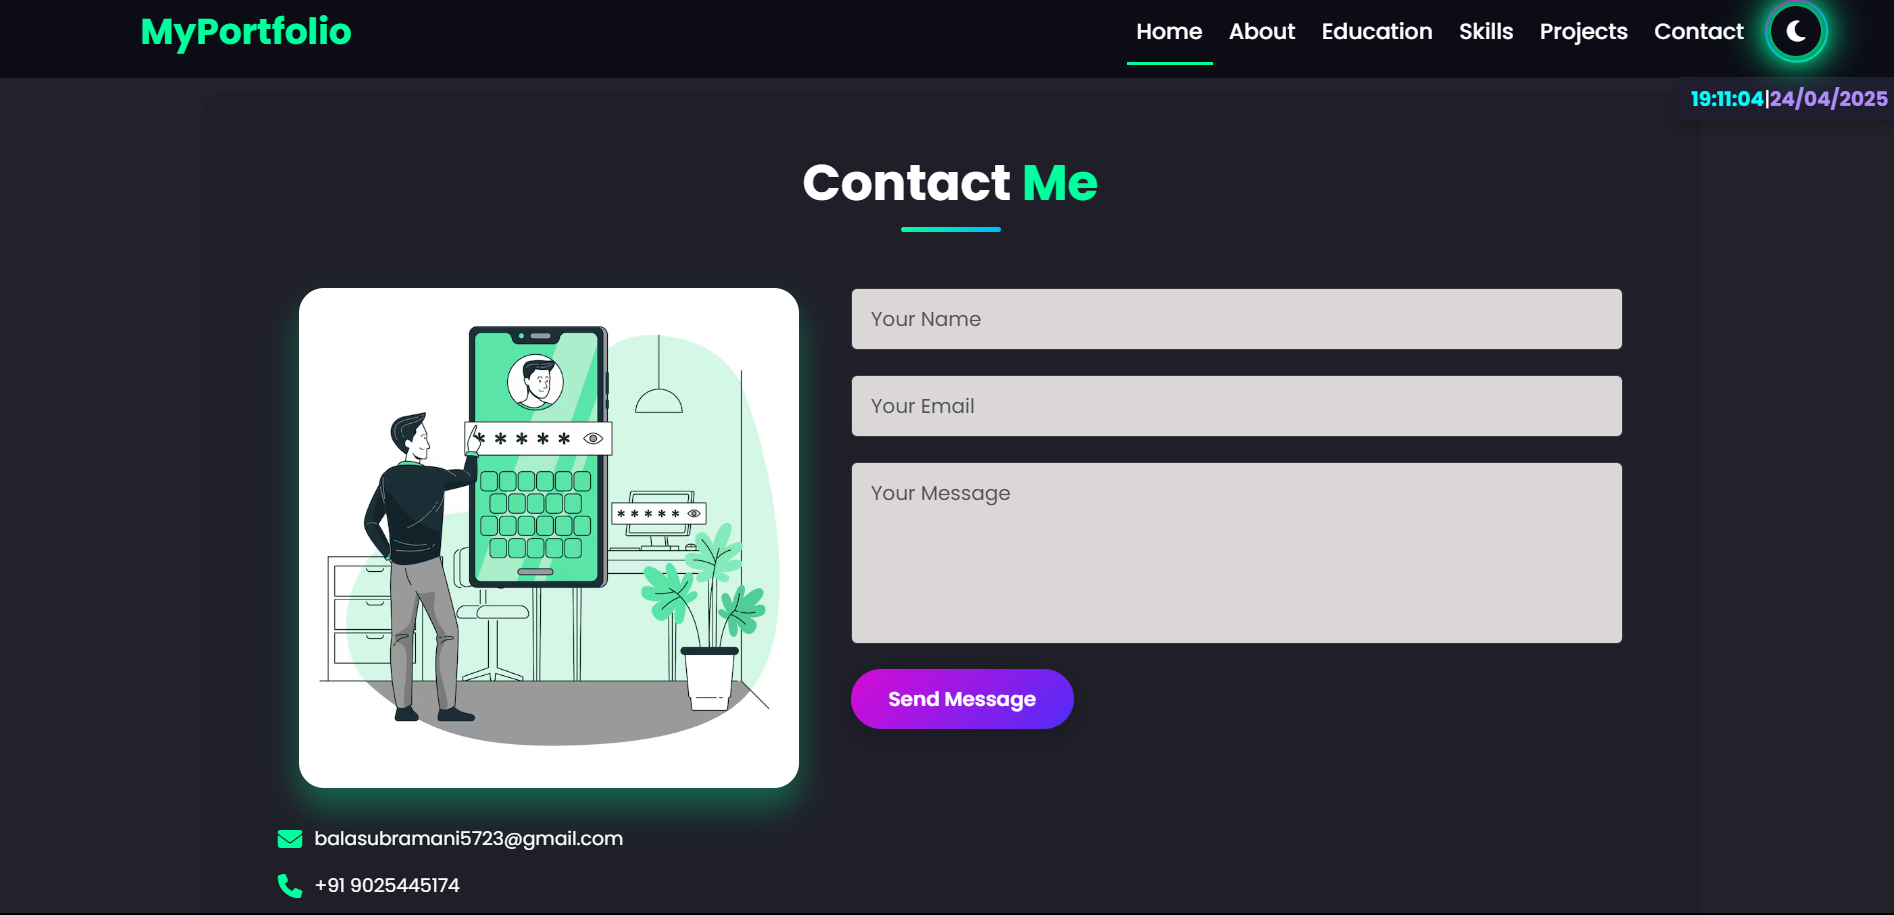 MyPortfolio
Home About Education Skills Projects Contact
19:11:04|24/04/2025
Contact Me
Your Name
* * * * *
Your Email
* * * * *
Your Message
Send Message
balasubramani5723@gmail.com
+91 9025445174